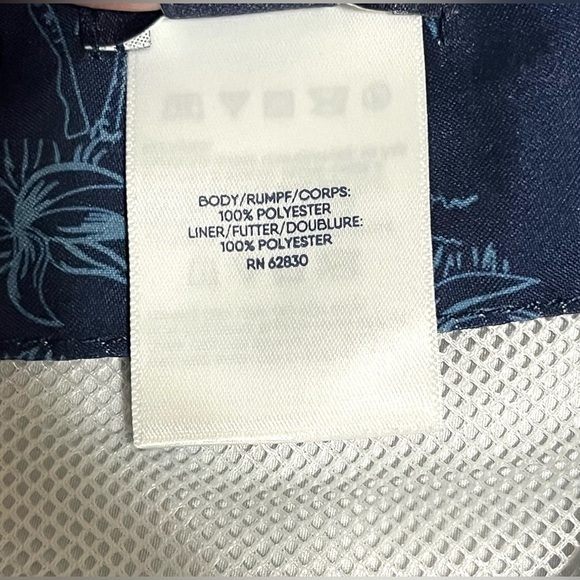 BODY/RUMPF/CORPS:
100% POLYESTER
LINER/FUTTER/DOUBLURE:
100% POLYESTER
RN 62830